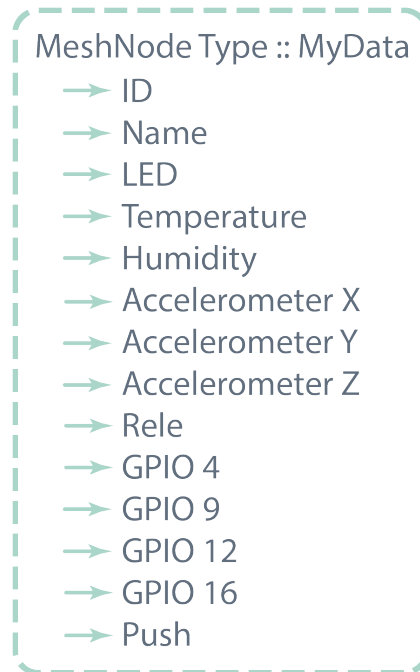 MeshNode Type :: MyData
ID
Name
LED
Temperature
Humidity
Accelerometer X
Accelerometer Y
Accelerometer Z
Rele
GPIO 4
GPIO 9
GPIO 12
GPIO 16
Push